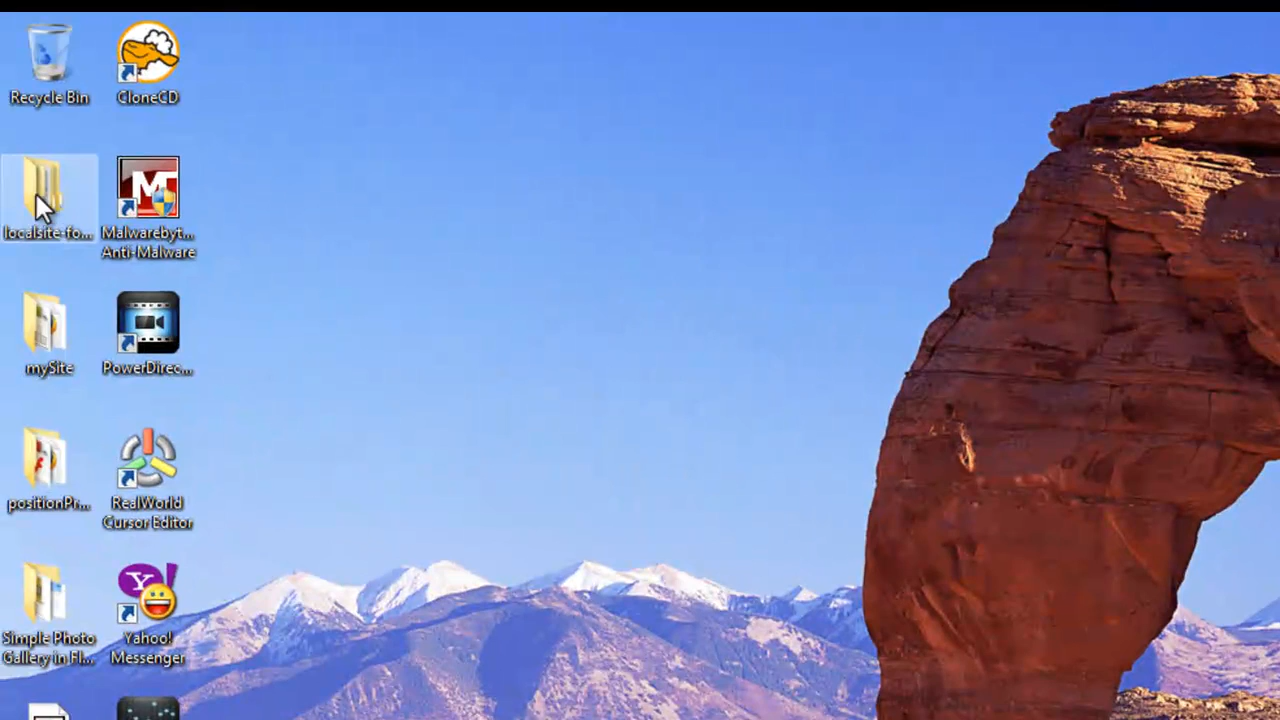 Recycle Bin
CloneCD
localsite-fo...
Malwarebyt...
Anti-Malware
mySite
PowerDirec...
positionPr...
RealWorld
Cursor Editor
Simple Photo
Gallery in Fl...
Yahoo!
Messenger